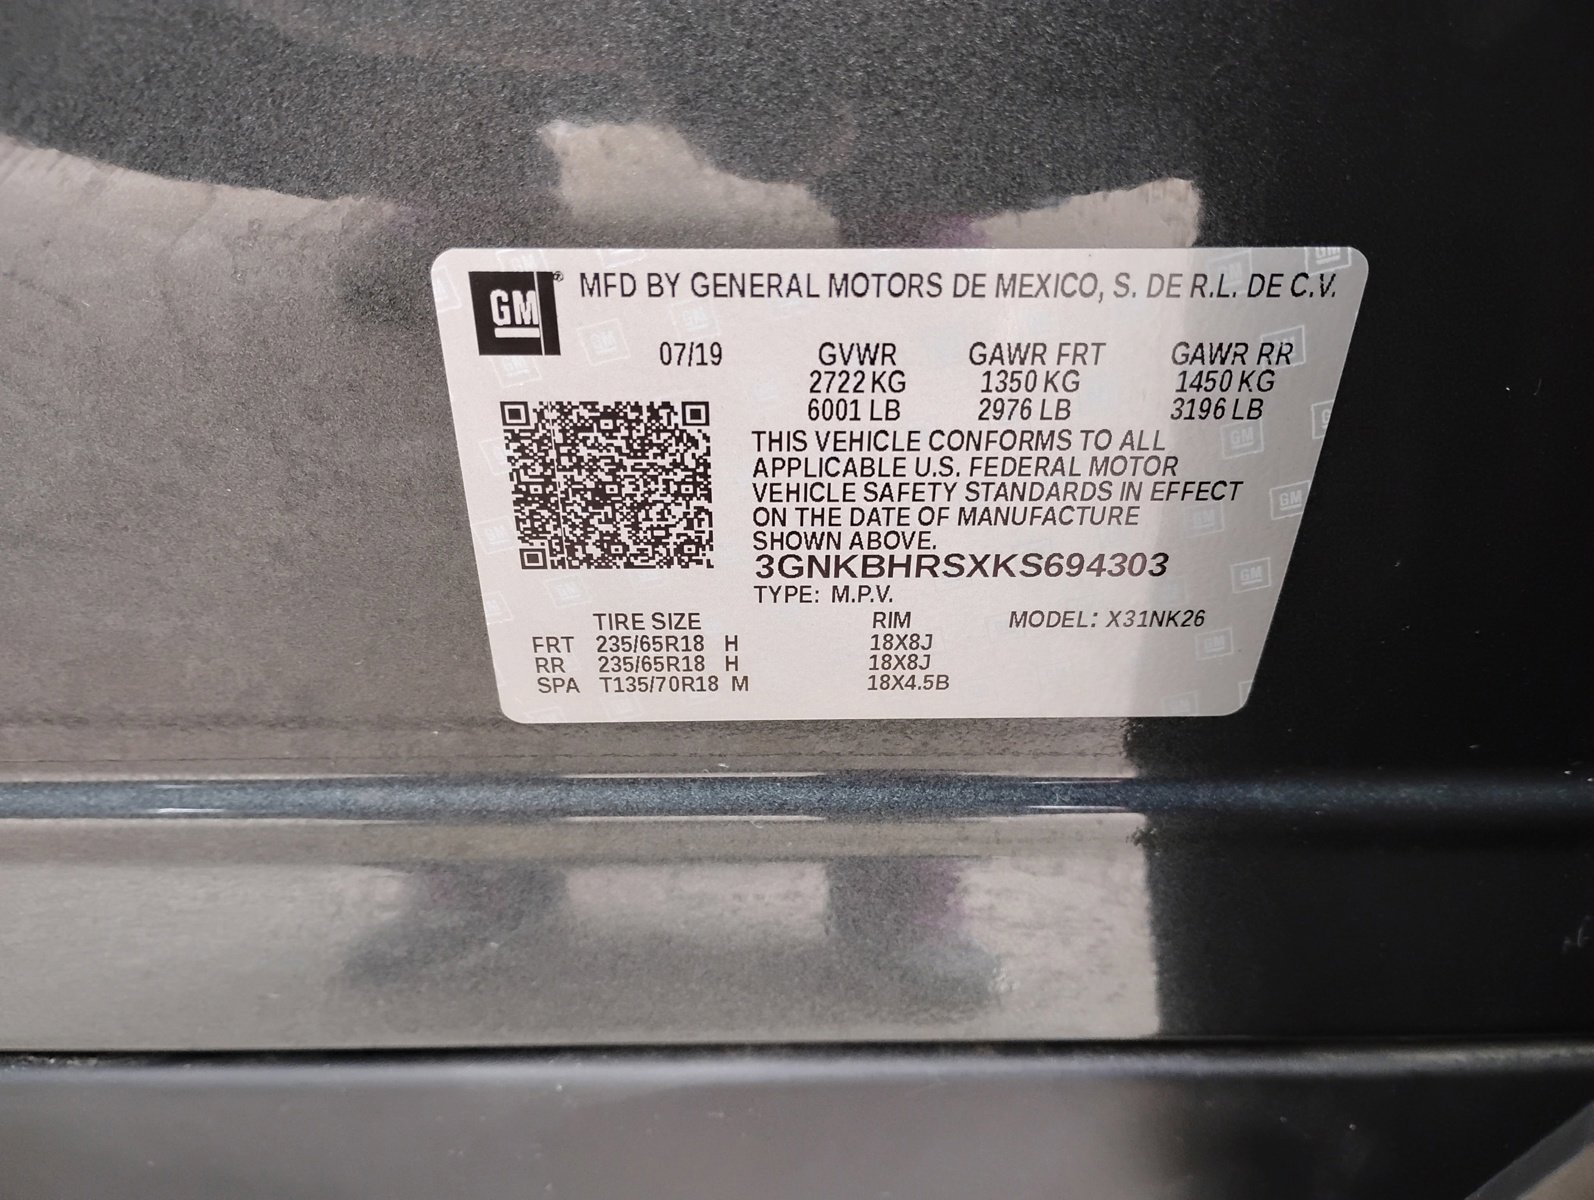 GM® MFD BY GENERAL MOTORS DE MEXICO, S. DE R.L. DE C.V.
07/19 GVWR GAWR FRT GAWR RR
2722 KG 1350 KG 1450 KG
6001 LB 2976 LB 3196 LB
THIS VEHICLE CONFORMS TO ALL
APPLICABLE U.S. FEDERAL MOTOR
VEHICLE SAFETY STANDARDS IN EFFECT
ON THE DATE OF MANUFACTURE
SHOWN ABOVE.
3GNKBHRSXKS694303
TYPE: M.P.V.
TIRE SIZE RIM MODEL: X31NK26
FRT 235/65R18 H 18X8J
RR 235/65R18 H 18X8J
SPA T135/70R18 M 18X4.5B